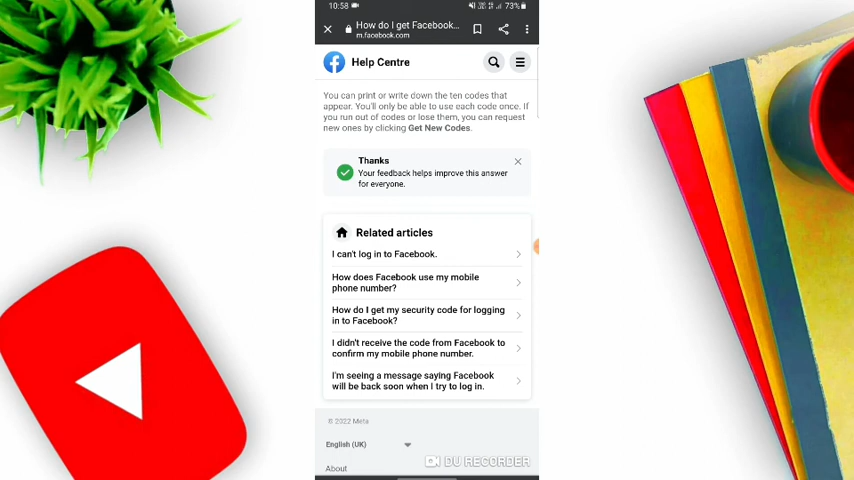 10:58
73%
How do I get Facebook...
m.facebook.com
Help Centre
You can print or write down the ten codes that
appear. You'll only be able to use each code once. If
you run out of codes or lose them, you can request
new ones by clicking Get New Codes.
Thanks
Your feedback helps improve this answer
for everyone.
Related articles
I can't log in to Facebook.
How does Facebook use my mobile
phone number?
How do I get my security code for logging
in to Facebook?
I didn't receive the code from Facebook to
confirm my mobile phone number.
I'm seeing a message saying Facebook
will be back soon when I try to log in.
© 2022 Meta
English (UK)
DU RECORDER
About